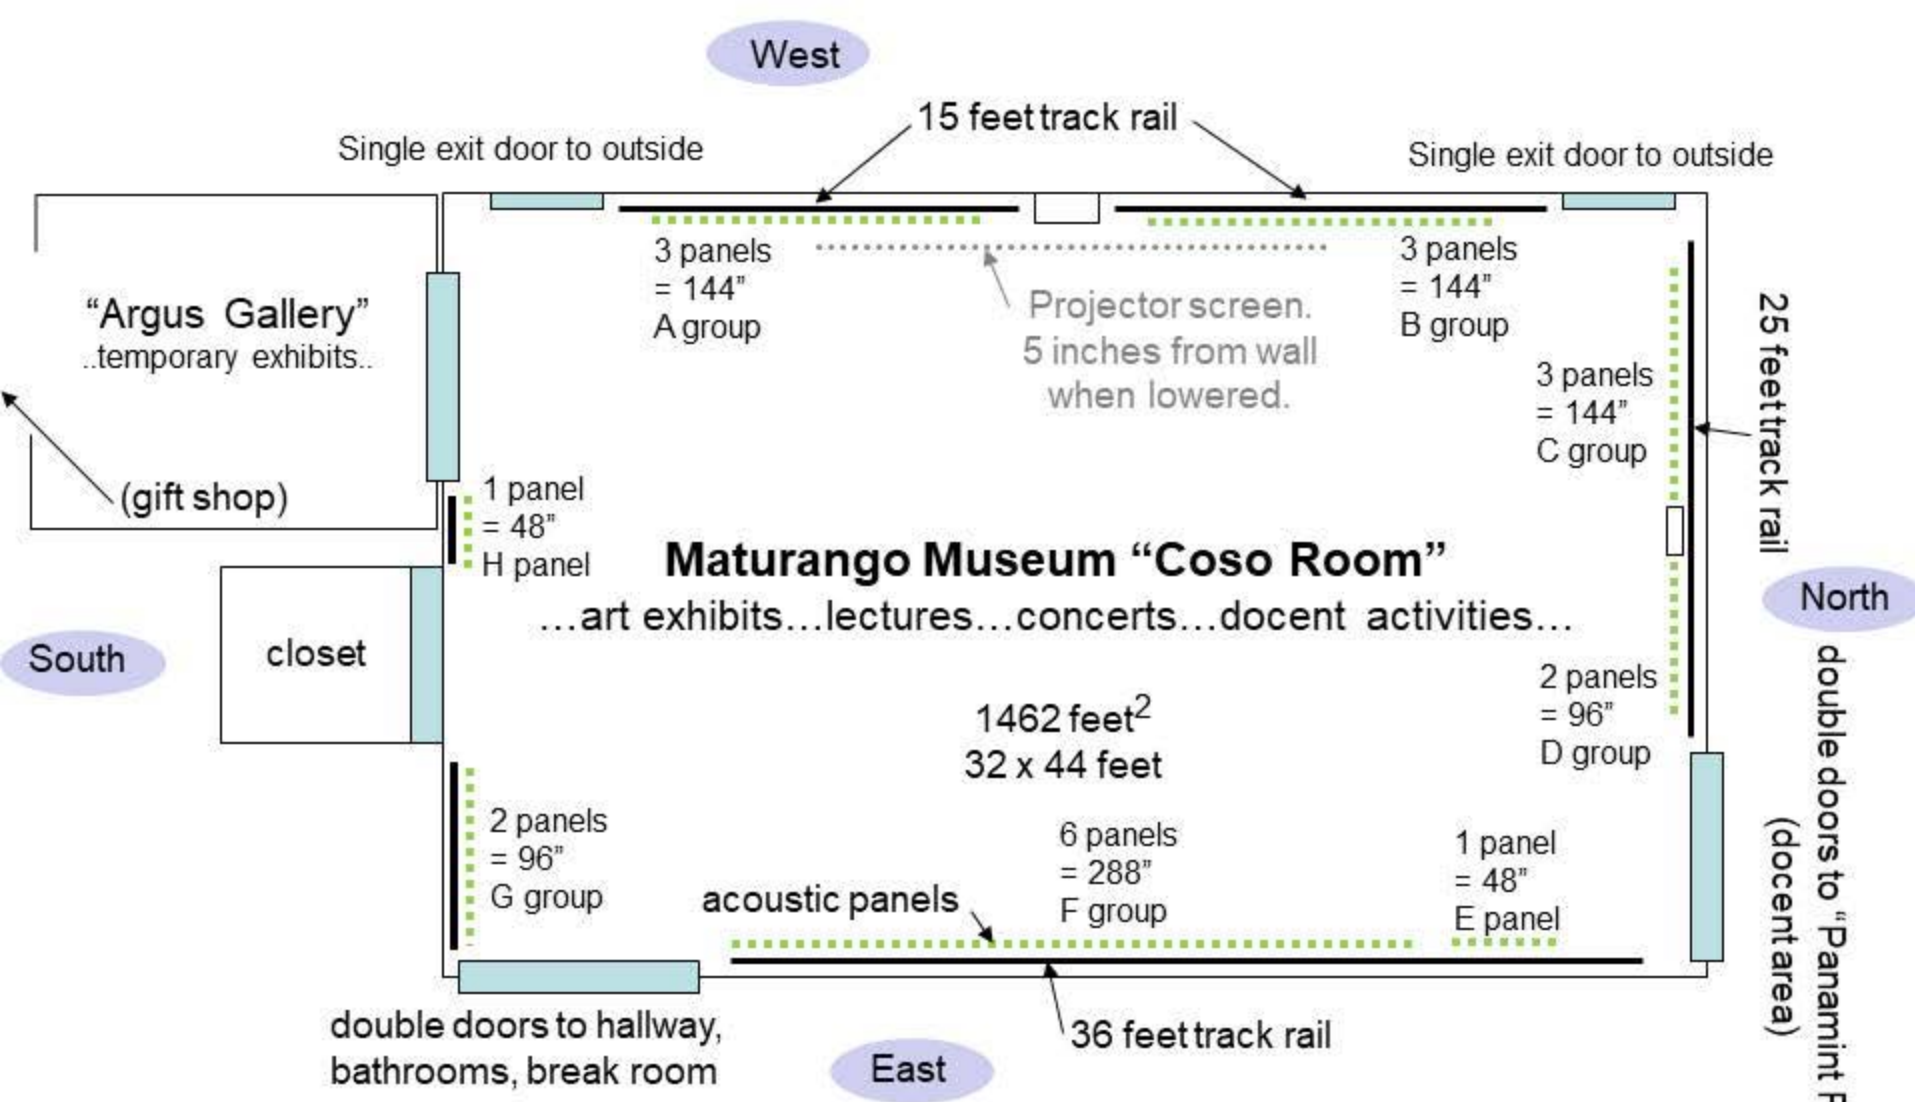 West
15 feet track rail
Single exit door to outside
Single exit door to outside
“Argus Gallery”
..temporary exhibits..
(gift shop)
3 panels
= 144”
A group
Projector screen.
5 inches from wall
when lowered.
3 panels
= 144”
B group
3 panels
= 144”
C group
25 feet track rail
1 panel
= 48”
H panel
Maturango Museum “Coso Room”
…art exhibits…lectures…concerts…docent activities…
North
South
closet
1462 feet2
32 x 44 feet
2 panels
= 96”
D group
double doors to “Panamint
(docent area)
2 panels
= 96”
G group
acoustic panels
6 panels
= 288”
F group
1 panel
= 48”
E panel
double doors to hallway,
bathrooms, break room
East
36 feet track rail